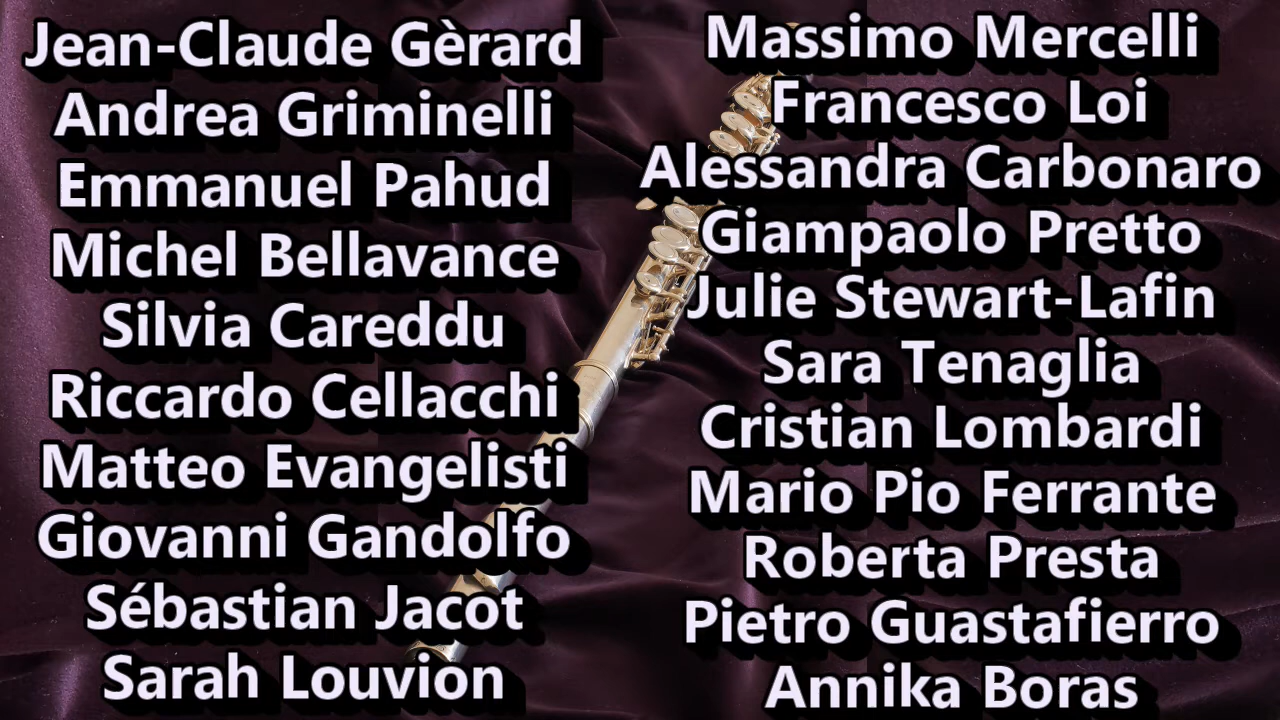 Jean-Claude Gèrard
Andrea Griminelli
Emmanuel Pahud
Michel Bellavance
Silvia Careddu
Riccardo Cellacchi
Matteo Evangelisti
Giovanni Gandolfo
Sébastian Jacot
Sarah Louvion
Massimo Mercelli
Francesco Loi
Alessandra Carbonaro
Giampaolo Pretto
Julie Stewart-Lafin
Sara Tenaglia
Cristian Lombardi
Mario Pio Ferrante
Roberta Presta
Pietro Guastafierro
Annika Boras